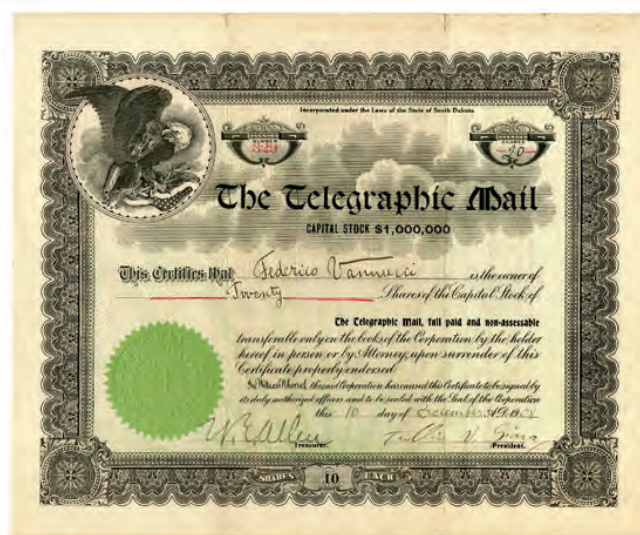 Incorporated under the Laws of the State of South Dakota
NUMBER
SHARES
329
The Telegraphic Mail
CAPITAL STOCK $1,000,000
This Certifies that Federico Vannucci is the owner of
Twenty Shares of the Capital Stock of
The Telegraphic Mail, full paid and non-assessable
transferable only on the books of the Corporation by the holder
hereof in person or by Attorney, upon surrender of this
Certificate properly endorsed.
In Witness Whereof, the said Corporation has caused this Certificate to be signed by
its duly authorized officers and to be sealed with the Seal of the Corporation
this 10 day of December A.D. 1908
Treasurer. President.
SHARES 10 EACH